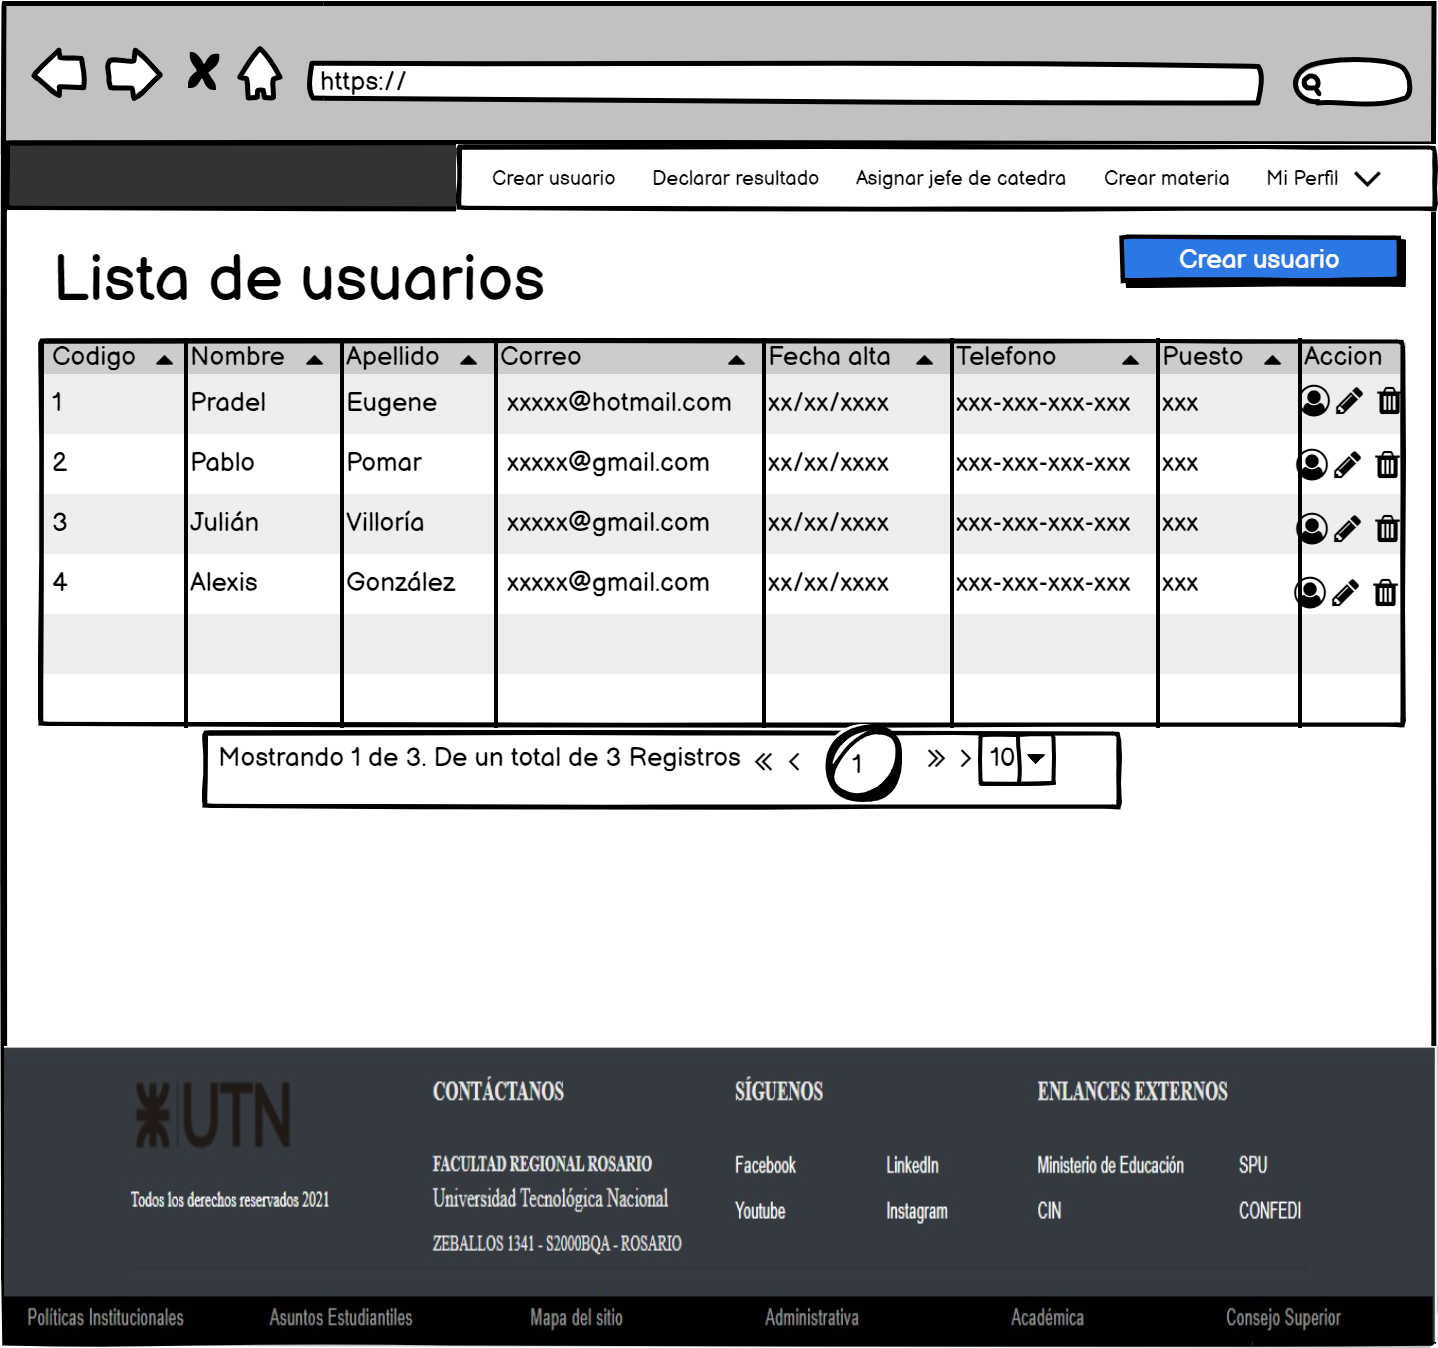 https://
Crear usuario Declarar resultado Asignar jefe de catedra Crear materia Mi Perfil
Lista de usuarios
Crear usuario
Codigo Nombre Apellido Correo Fecha alta Telefono Puesto Accion
1 Pradel Eugene xxxxx@hotmail.com xx/xx/xxxx xxx-xxx-xxx-xxx xxx
2 Pablo Pomar xxxxx@gmail.com xx/xx/xxxx xxx-xxx-xxx-xxx xxx
3 Julián Villoría xxxxx@gmail.com xx/xx/xxxx xxx-xxx-xxx-xxx xxx
4 Alexis González xxxxx@gmail.com xx/xx/xxxx xxx-xxx-xxx-xxx xxx
Mostrando 1 de 3. De un total de 3 Registros « < 1 » > 10
UTN
Todos los derechos reservados 2021
CONTÁCTANOS
FACULTAD REGIONAL ROSARIO
Universidad Tecnológica Nacional
ZEBALLOS 1341 - S2000BQA - ROSARIO
SÍGUENOS
Facebook LinkedIn
Youtube Instagram
ENLANCES EXTERNOS
Ministerio de Educación SPU
CIN CONFEDI
Políticas Institucionales Asuntos Estudiantiles Mapa del sitio Administrativa Académica Consejo Superior